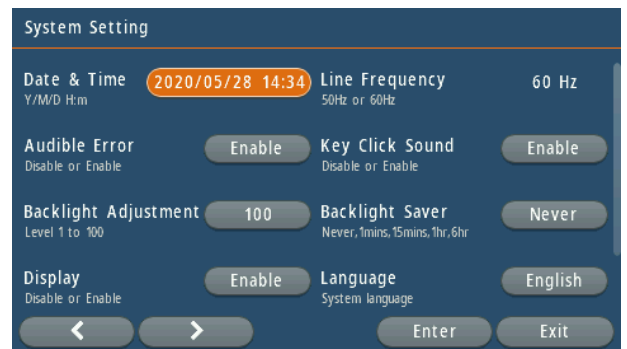 System Setting
Date & Time 2020/05/28 14:34 Line Frequency 60 Hz
Y/M/D H:m 50Hz or 60Hz
Audible Error Enable Key Click Sound Enable
Disable or Enable Disable or Enable
Backlight Adjustment 100 Backlight Saver Never
Level 1 to 100 Never,1mins,15mins,1hr,6hr
Display Enable Language English
Disable or Enable System language
Enter Exit